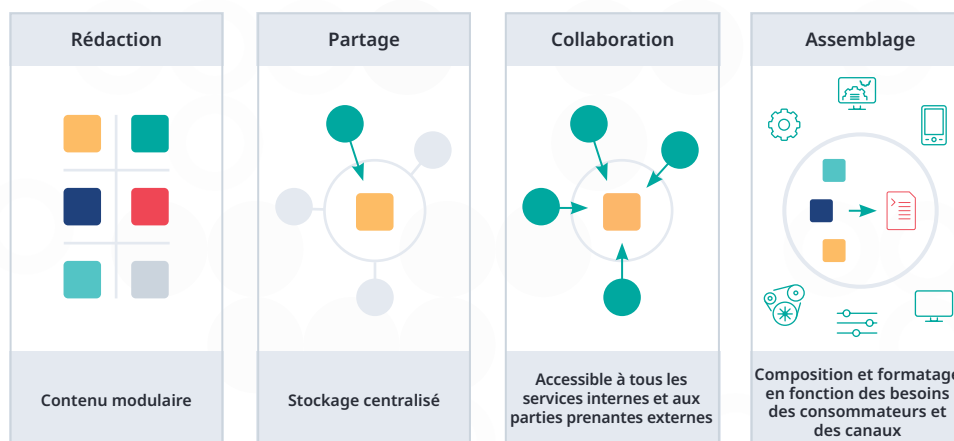 Rédaction
Contenu modulaire
Partage
Stockage centralisé
Collaboration
Accessible à tous les
services internes et aux
parties prenantes externes
Assemblage
Composition et formatage
en fonction des besoins
des consommateurs et
des canaux